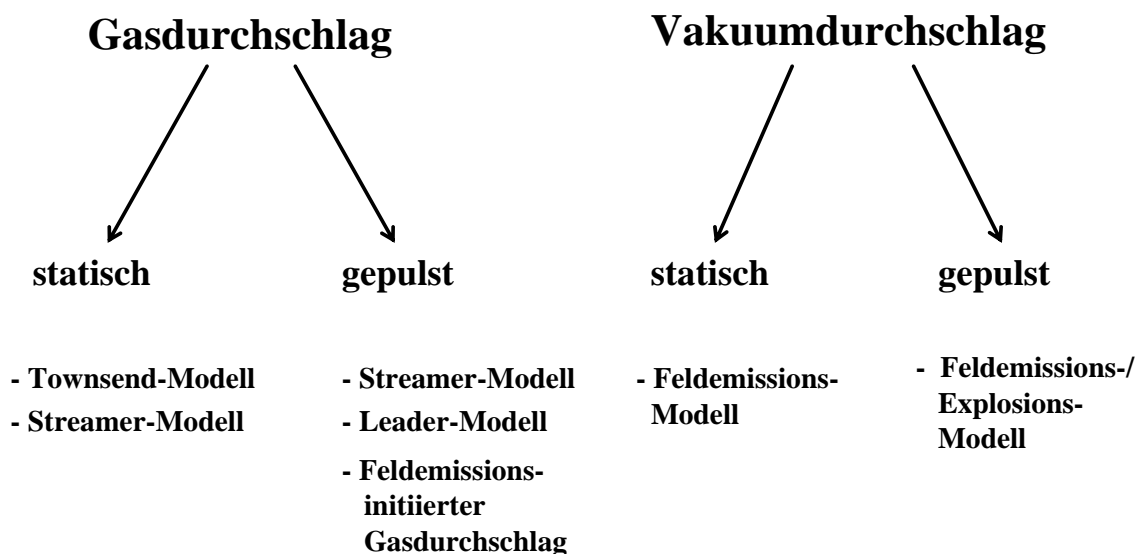 Gasdurchschlag
statisch
gepulst
- Townsend-Modell
- Streamer-Modell
- Streamer-Modell
- Leader-Modell
- Feldemissions-
initiierter
Gasdurchschlag
Vakuumdurchschlag
statisch
gepulst
- Feldemissions-
Modell
- Feldemissions-/
Explosions-
Modell